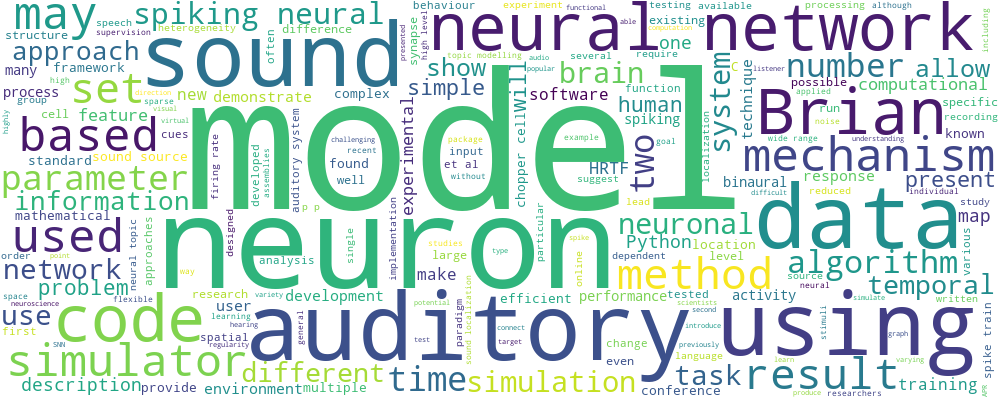 may
speech
supervision
heterogeneity
spiking neural
behaviour
experiment
functional
testing
available
processing
although
structure
difference
often
presented
synapse
high level
neural network
existing
able
computation
including
approach
sound
topic modelling
several
require
one
many
framework
show
audio
popular
number
allow
process
set
new
demonstrate
complex
simple
brain
system
technique
C
listener
possible
computational
high
group
sparse
visual
virtual
direction
model
software
human
function
applied
run
noise
specific
recording
highly
cell
feature
cues
challenging
recent
package
without
chopper cell
Will
spiking
Brian
wide range
understanding
known
based
standard
sound source
firing rate
developed
assemblies
auditory system
found
well
input
et al
example
goal
suggest
HRTF
two
localization
mechanism
parameter
experimental
binaural
response
reduced
individual
present
information
p p
lead
difficult
study
map
mathematical
neuron
particular
neuronal
data
used
designed
single
studies
type
spike
online
Python
location
level
source
various
order
point
neural topic
approaches
analysis
implementation
large
dependent
algorithm
neural
network
problem
way
make
method
temporal
space
neuroscience
flexible
research
variety
development
efficient
performance
tested
activity
written
simulate
use
code
user
learning
hearing
general
auditory
potential
paradigm
sound localization
connect
target
scientists
second
introduce
previously
using
stimuli
graph
spike train
first
SNN
regularity
spatial
test
change
even
language
simulator
different
time
simulation
task
result
learn
varying
training
description
provide
environment
multiple
conference
produce
researchers
APR